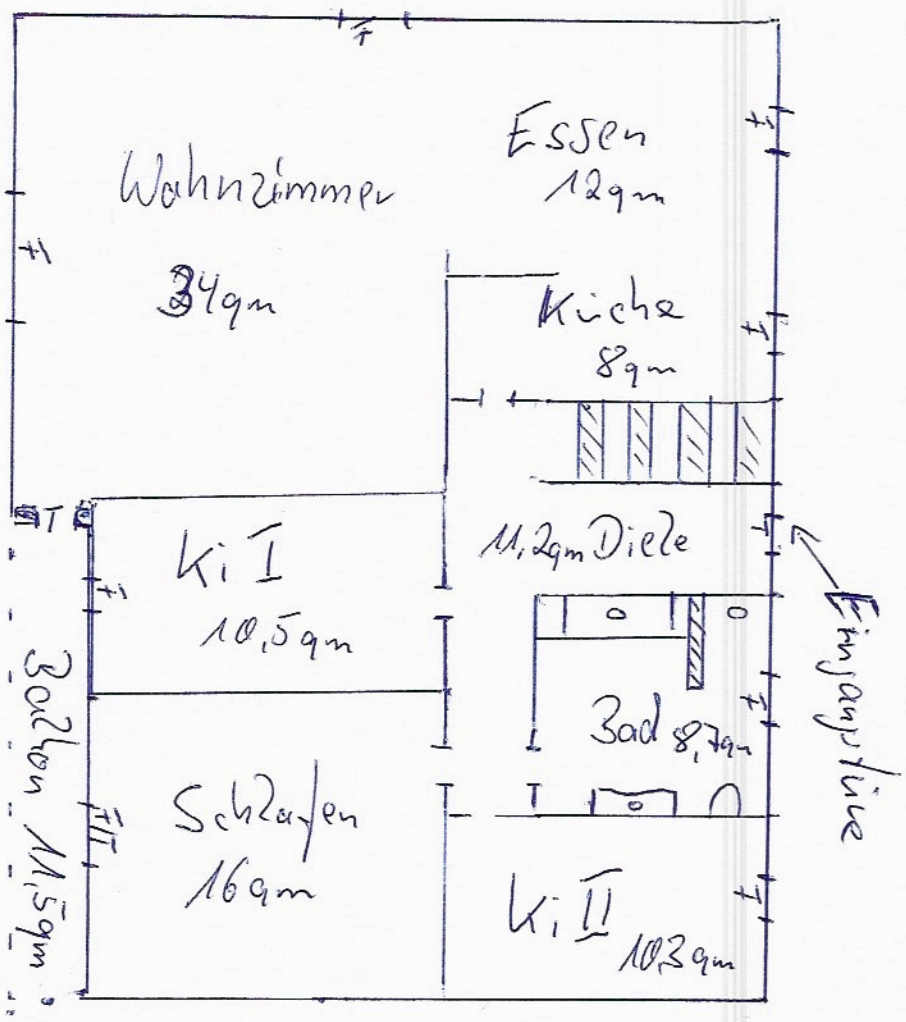 T
Essen
12qm
F
Wohnzimmer
F
34qm
Küche
8qm
F
T
Ki I
F
10,5qm
11,2qm Diele
T
Eingangstüre
Bad 8,7qm
F
Balkon 11,5qm
Schlafen
16qm
F/T
Ki II
10,3qm
F